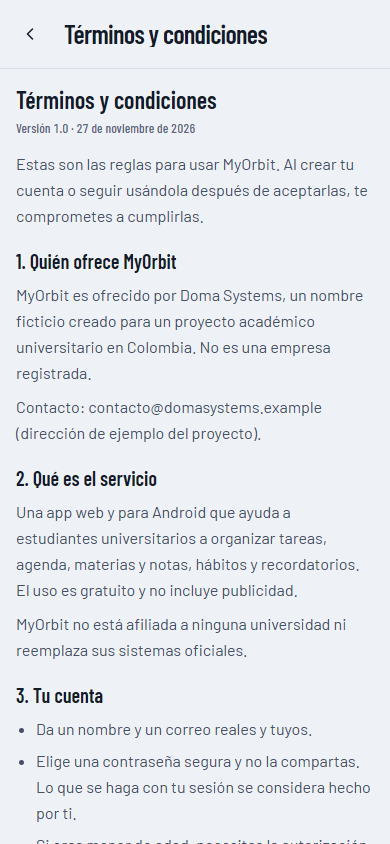 Términos y condiciones
Términos y condiciones
Versión 1.0 · 27 de noviembre de 2026
Estas son las reglas para usar MyOrbit. Al crear tu
cuenta o seguir usándola después de aceptarlas, te
comprometes a cumplirlas.
1. Quién ofrece MyOrbit
MyOrbit es ofrecido por Doma Systems, un nombre
ficticio creado para un proyecto académico
universitario en Colombia. No es una empresa
registrada.
Contacto: contacto@domasystems.example
(dirección de ejemplo del proyecto).
2. Qué es el servicio
Una app web y para Android que ayuda a
estudiantes universitarios a organizar tareas,
agenda, materias y notas, hábitos y recordatorios.
El uso es gratuito y no incluye publicidad.
MyOrbit no está afiliada a ninguna universidad ni
reemplaza sus sistemas oficiales.
3. Tu cuenta
• Da un nombre y un correo reales y tuyos.
• Elige una contraseña segura y no la compartas.
Lo que se haga con tu sesión se considera hecho
por ti.